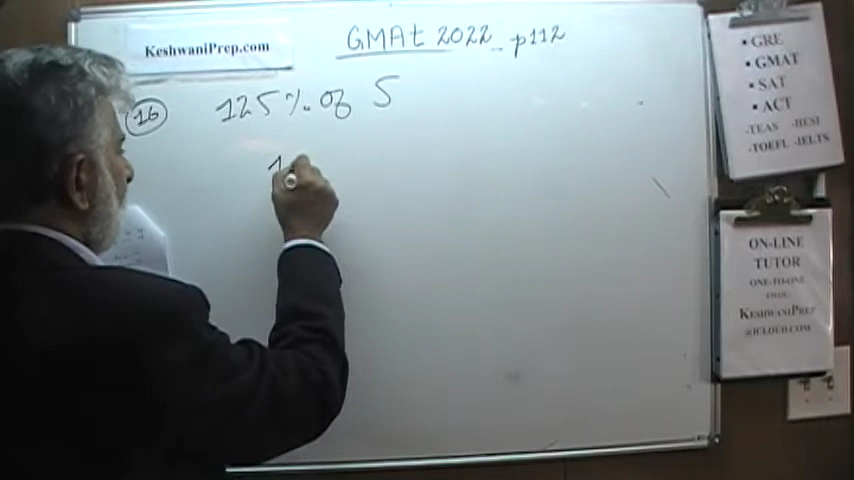 KeshwaniPrep.com
GMAt 2022 - p112
16 125% of 5
1
• GRE
• GMAT
• SAT
• ACT
-TEAS -HESI
-TOEFL -IELTS
ON-LINE
TUTOR
ONE-TO-ONE
KESHWANIPREP
@ICLOUD.COM